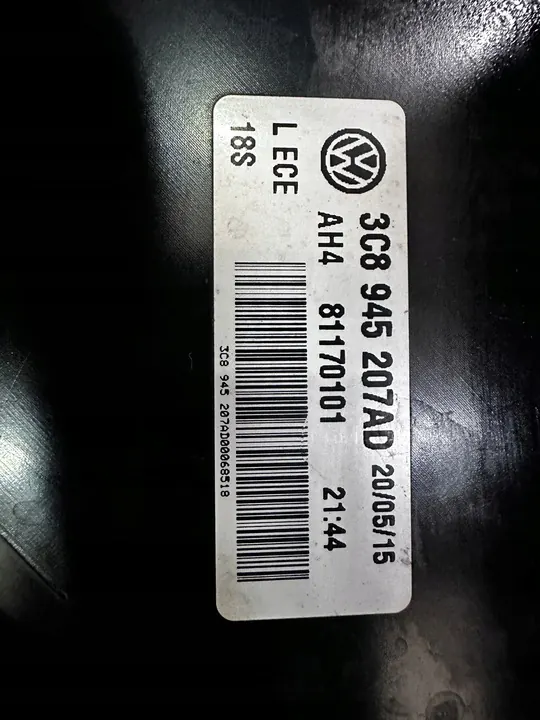 3C8 945 207AD 20/05/15
AH4 81170101 21:44
L ECE
18S
3C8 945 207AD00068518